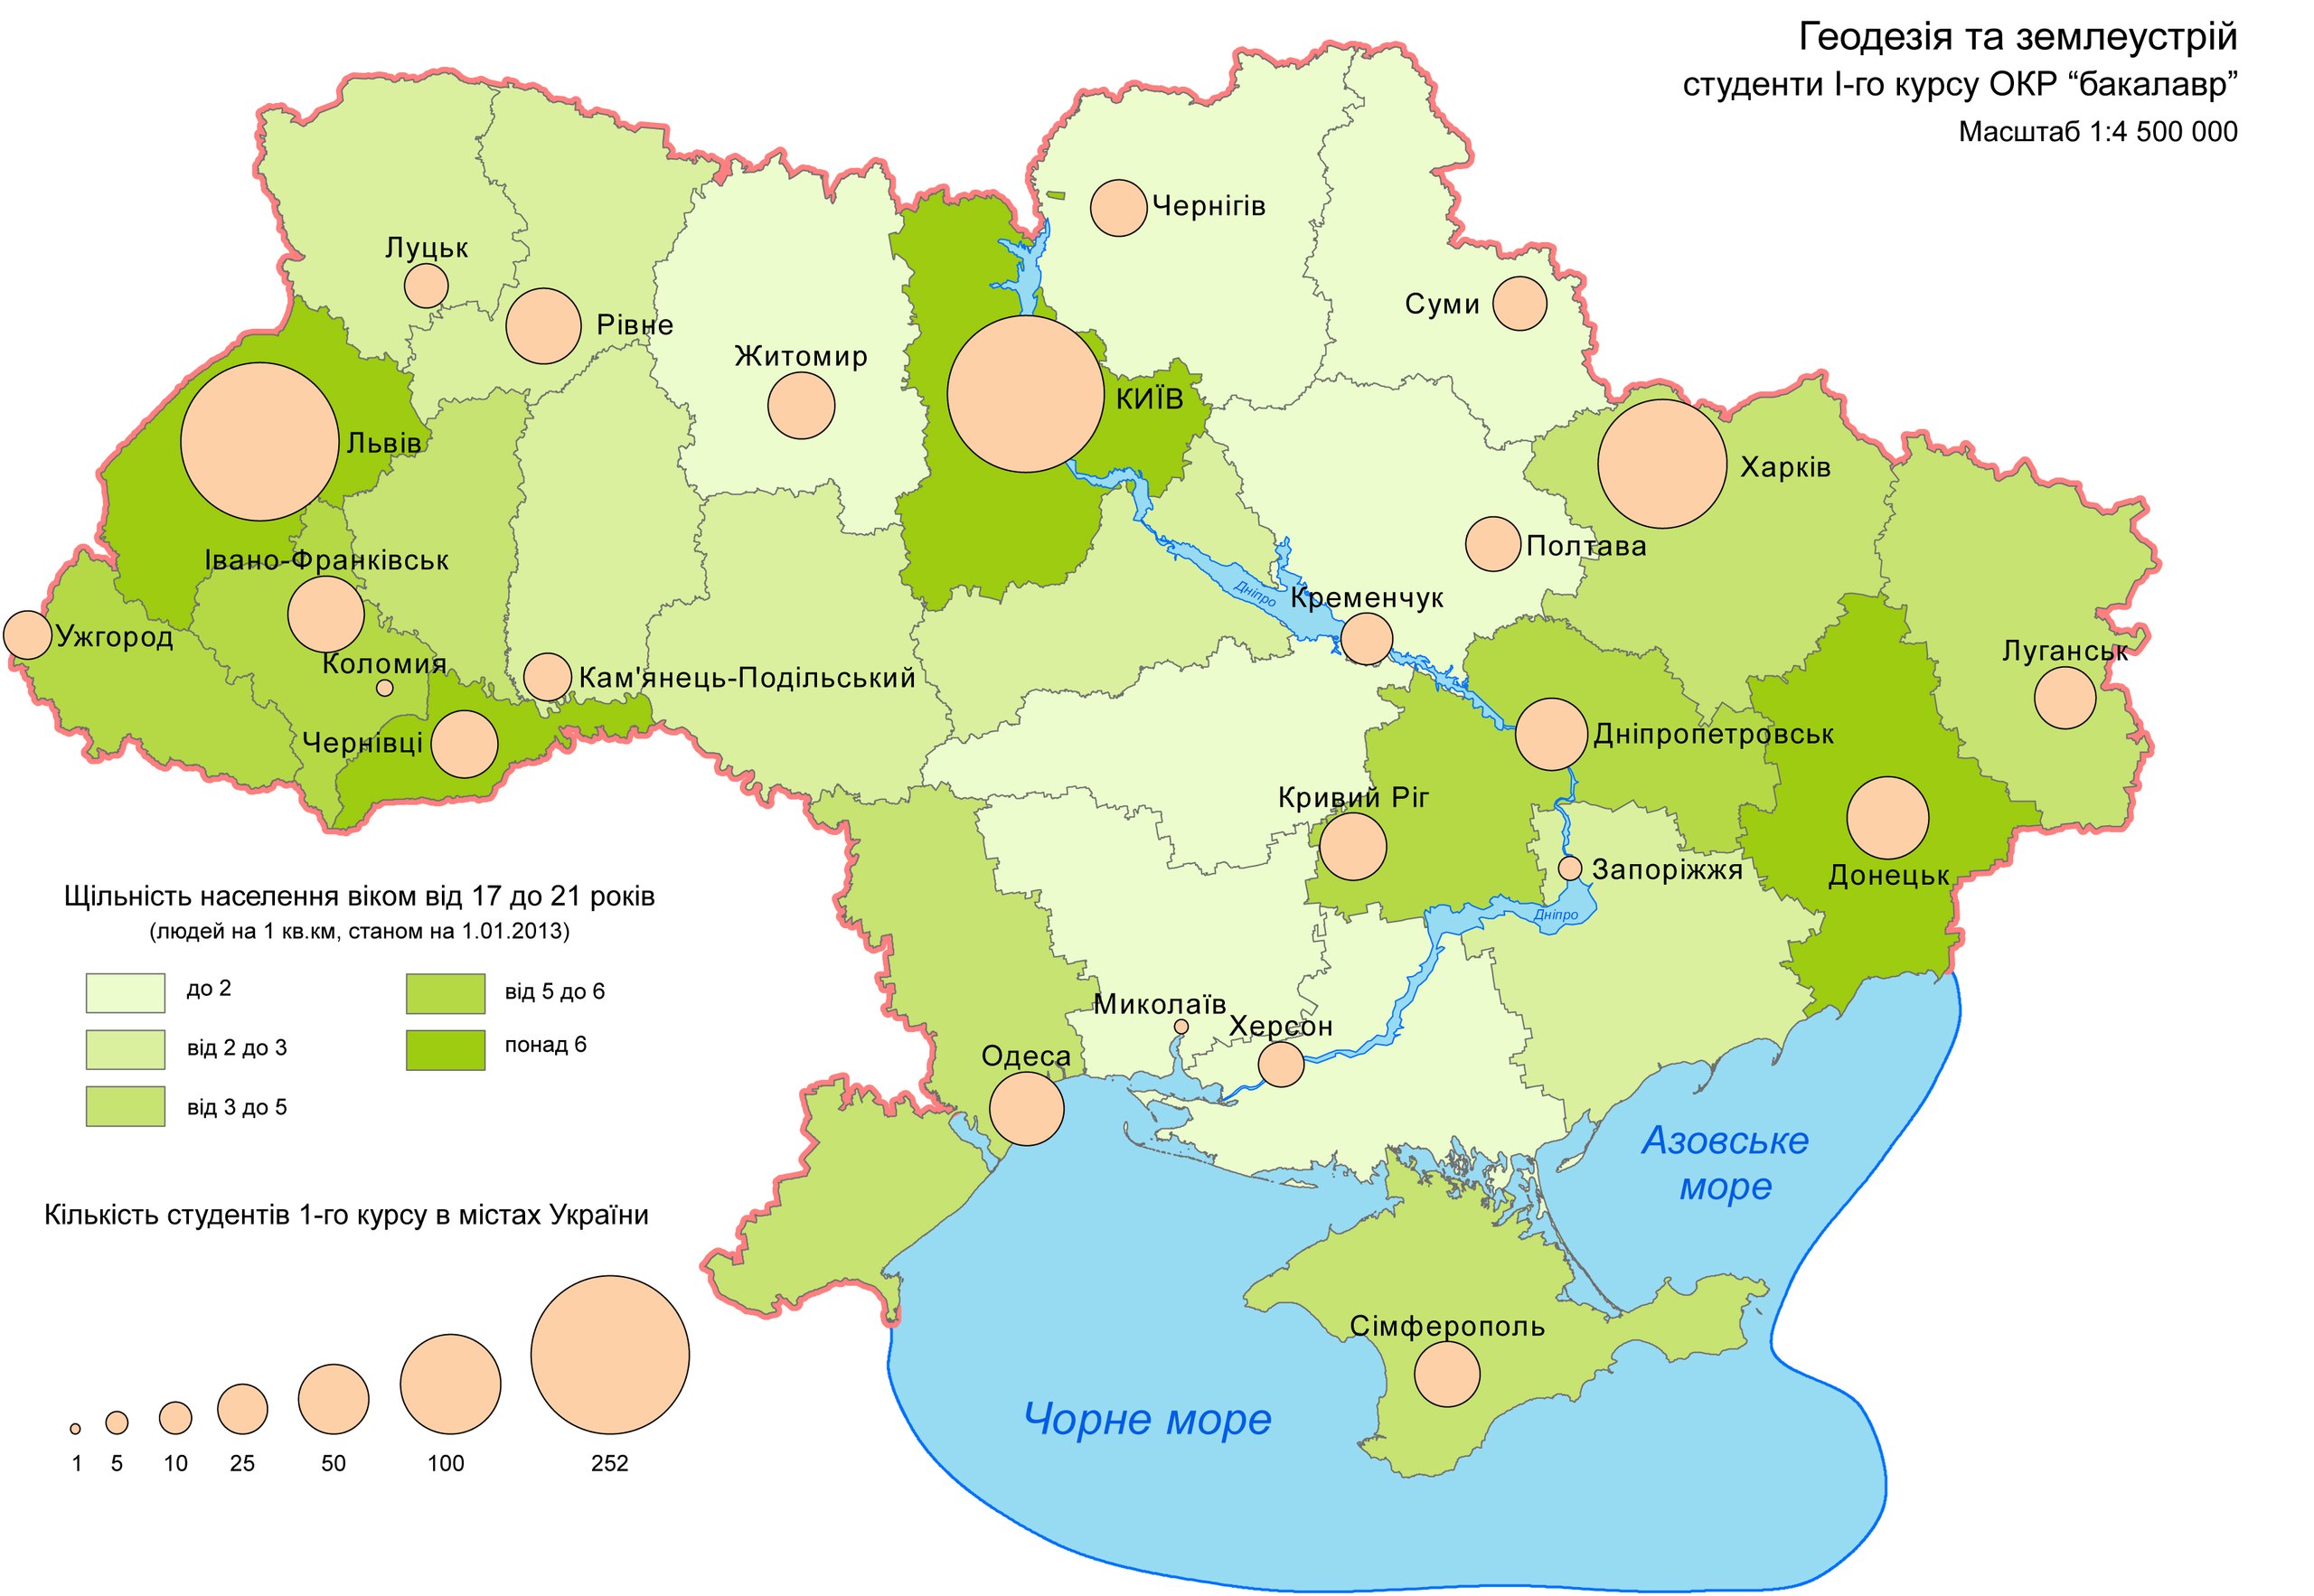 Геодезія та землеустрій
студенти І-го курсу ОКР “бакалавр”
Масштаб 1:4 500 000
Чернігів
Луцьк
Суми
Рівне
Житомир
КИЇВ
Львів
Харків
Полтава
Івано-Франківськ
Дніпро
Кременчук
Ужгород
Луганськ
Коломия
Кам'янець-Подільський
Чернівці
Дніпропетровськ
Кривий Ріг
Запоріжжя
Донецьк
Дніпро
Миколаїв
Херсон
Одеса
Азовське
море
Сімферополь
Чорне море
Щільність населення віком від 17 до 21 років
(людей на 1 кв.км, станом на 1.01.2013)
до 2
від 5 до 6
від 2 до 3
понад 6
від 3 до 5
Кількість студентів 1-го курсу в містах України
1 5 10 25 50 100 252